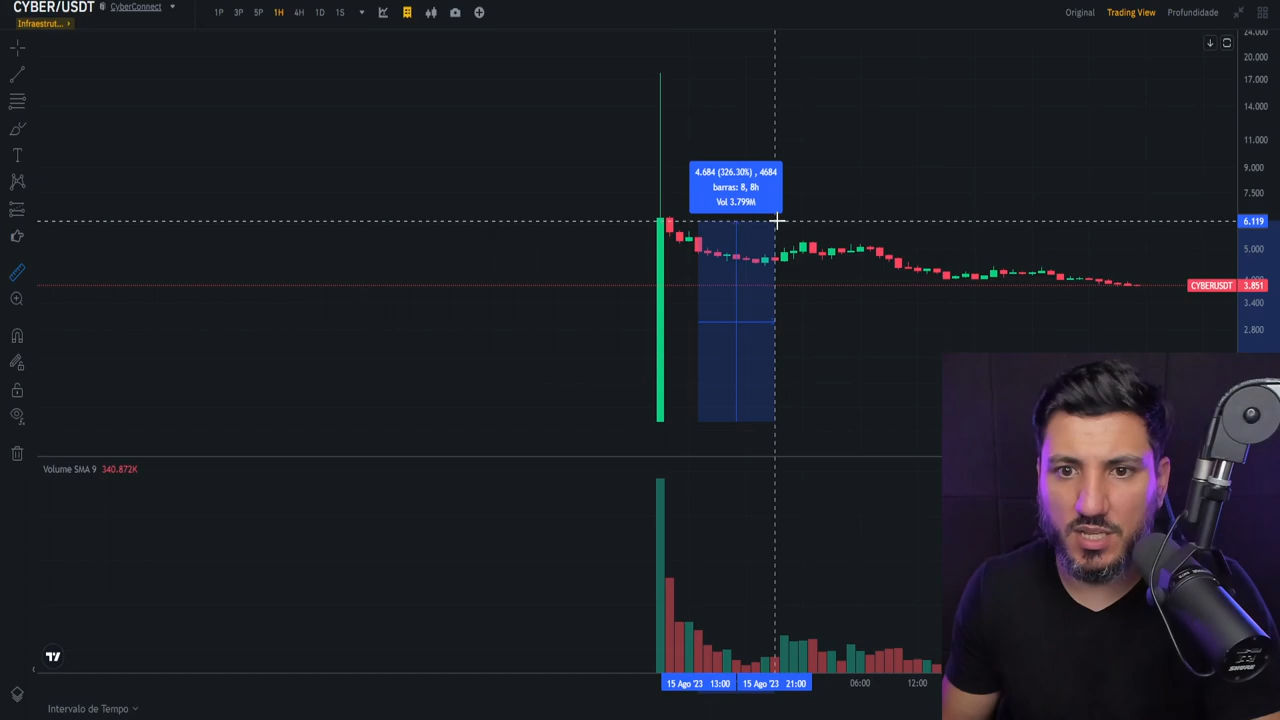 CYBER/USDT CyberConnect
Infraestrut...
1P 3P 5P 1H 4H 1D 1S
Original Trading View Profundidade
24.000
20.000
17.000
14.000
11.000
9.000
7.500
6.119
5.000
CYBERUSDT 3.851
3.400
2.800
4.684 (326.30%) , 4684
barras: 8, 8h
Vol 3.799M
Volume SMA 9 340.872K
15 Ago '23 13:00 15 Ago '23 21:00 06:00 12:00
Intervalo de Tempo
SHURE